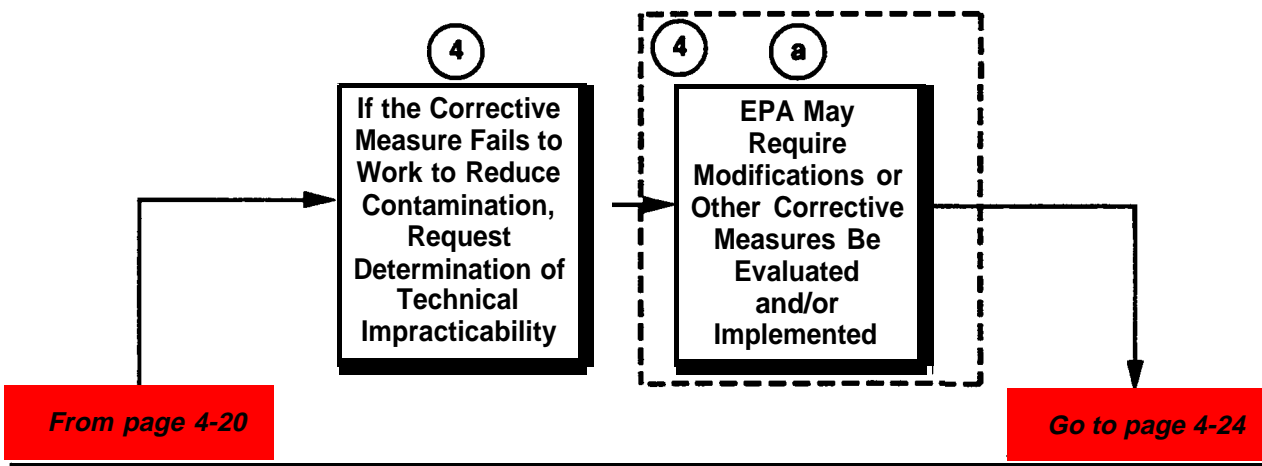 4
If the Corrective
Measure Fails to
Work to Reduce
Contamination,
Request
Determination of
Technical
Impracticability
4 a
EPA May
Require
Modifications or
Other Corrective
Measures Be
Evaluated
and/or
Implemented
From page 4-20
Go to page 4-24